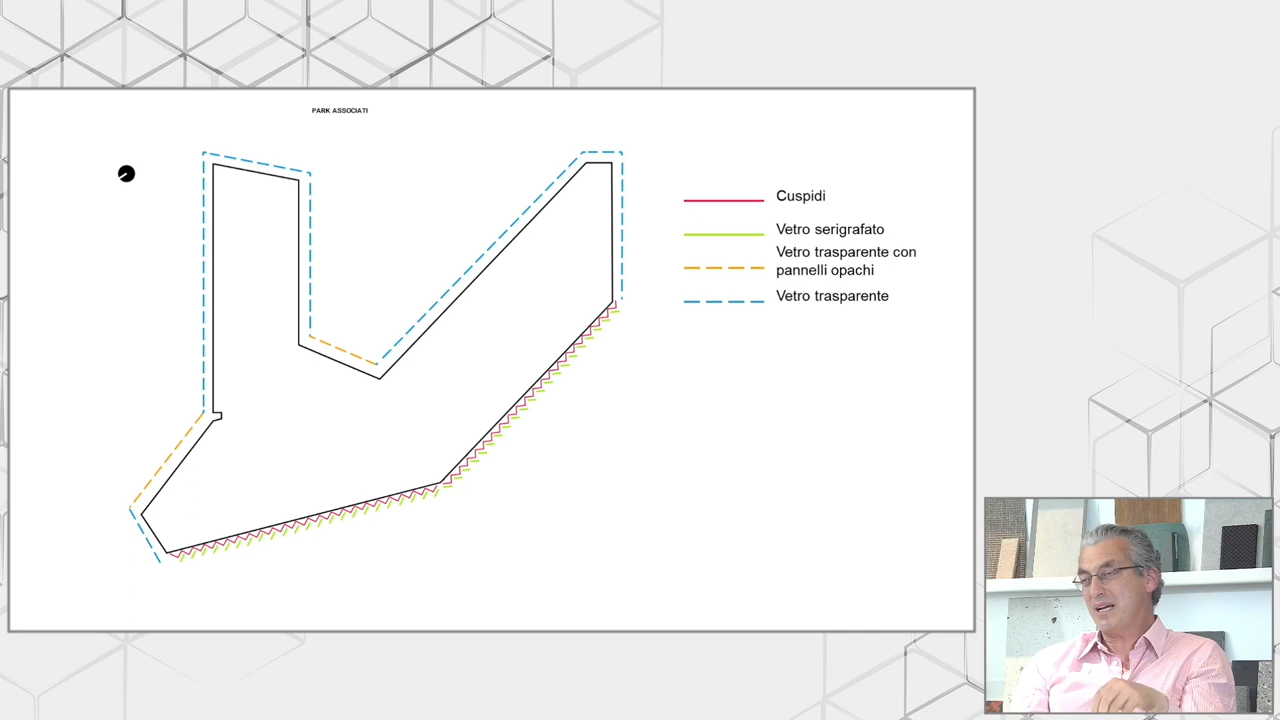 PARK ASSOCIATI
Cuspidi
Vetro serigrafato
Vetro trasparente con
pannelli opachi
Vetro trasparente